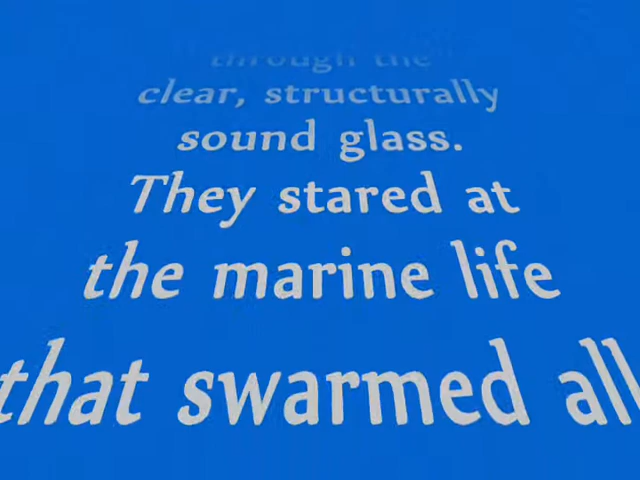 through the
clear, structurally
sound glass.
They stared at
the marine life
that swarmed all